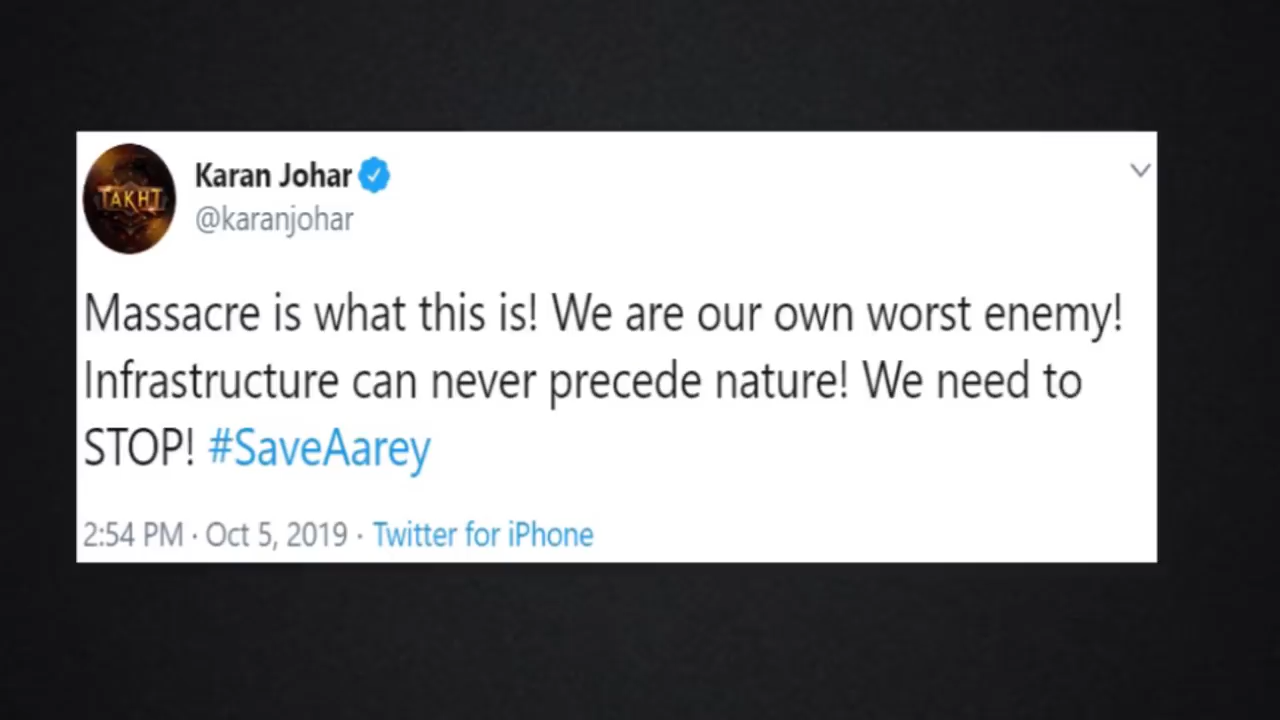 TAKHT
Karan Johar
@karanjohar
Massacre is what this is! We are our own worst enemy!
Infrastructure can never precede nature! We need to
STOP! #SaveAarey
2:54 PM · Oct 5, 2019 · Twitter for iPhone